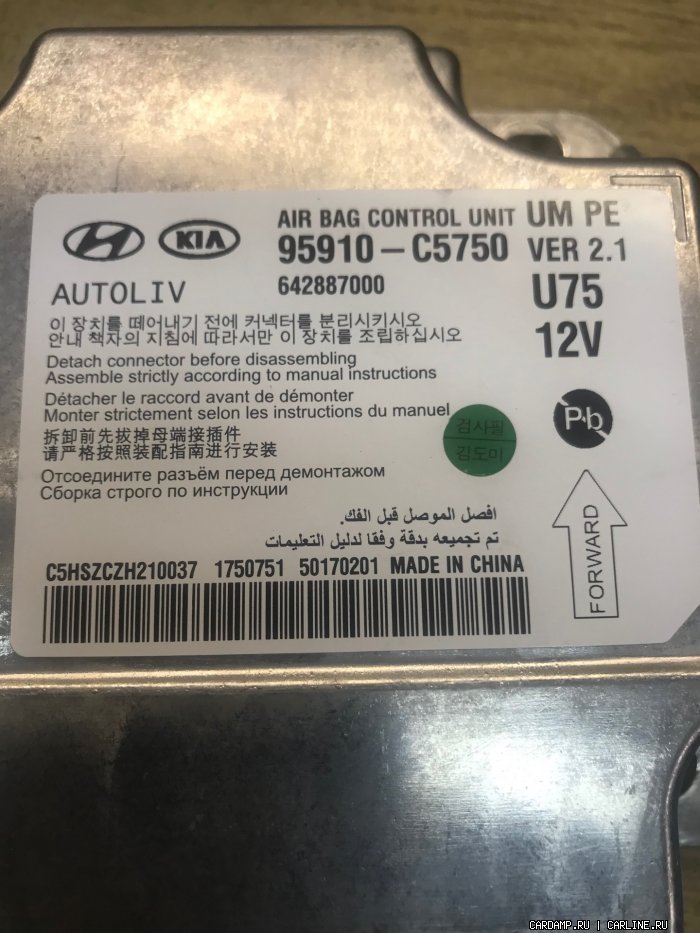 AIR BAG CONTROL UNIT UM PE
KIA 95910-C5750 VER 2.1
AUTOLIV 642887000 U75
12V
이 장치를 떼어내기 전에 커넥터를 분리시키시오
안내 책자의 지침에 따라서만 이 장치를 조립하십시오
Detach connector before disassembling
Assemble strictly according to manual instructions
Détacher le raccord avant de démonter
Monter strictement selon les instructions du manuel
Pb
검사필
김도미
拆卸前先拔掉母端接插件
请严格按照装配指南进行安装
Отсоедините разъём перед демонтажом
Сборка строго по инструкции
افصل الموصل قبل الفك.
تم تجميعه بدقة وفقا لدليل التعليمات
FORWARD
C5HSZCZH210037 1750751 50170201 MADE IN CHINA
CARDAMP.RU | CARLINE.RU